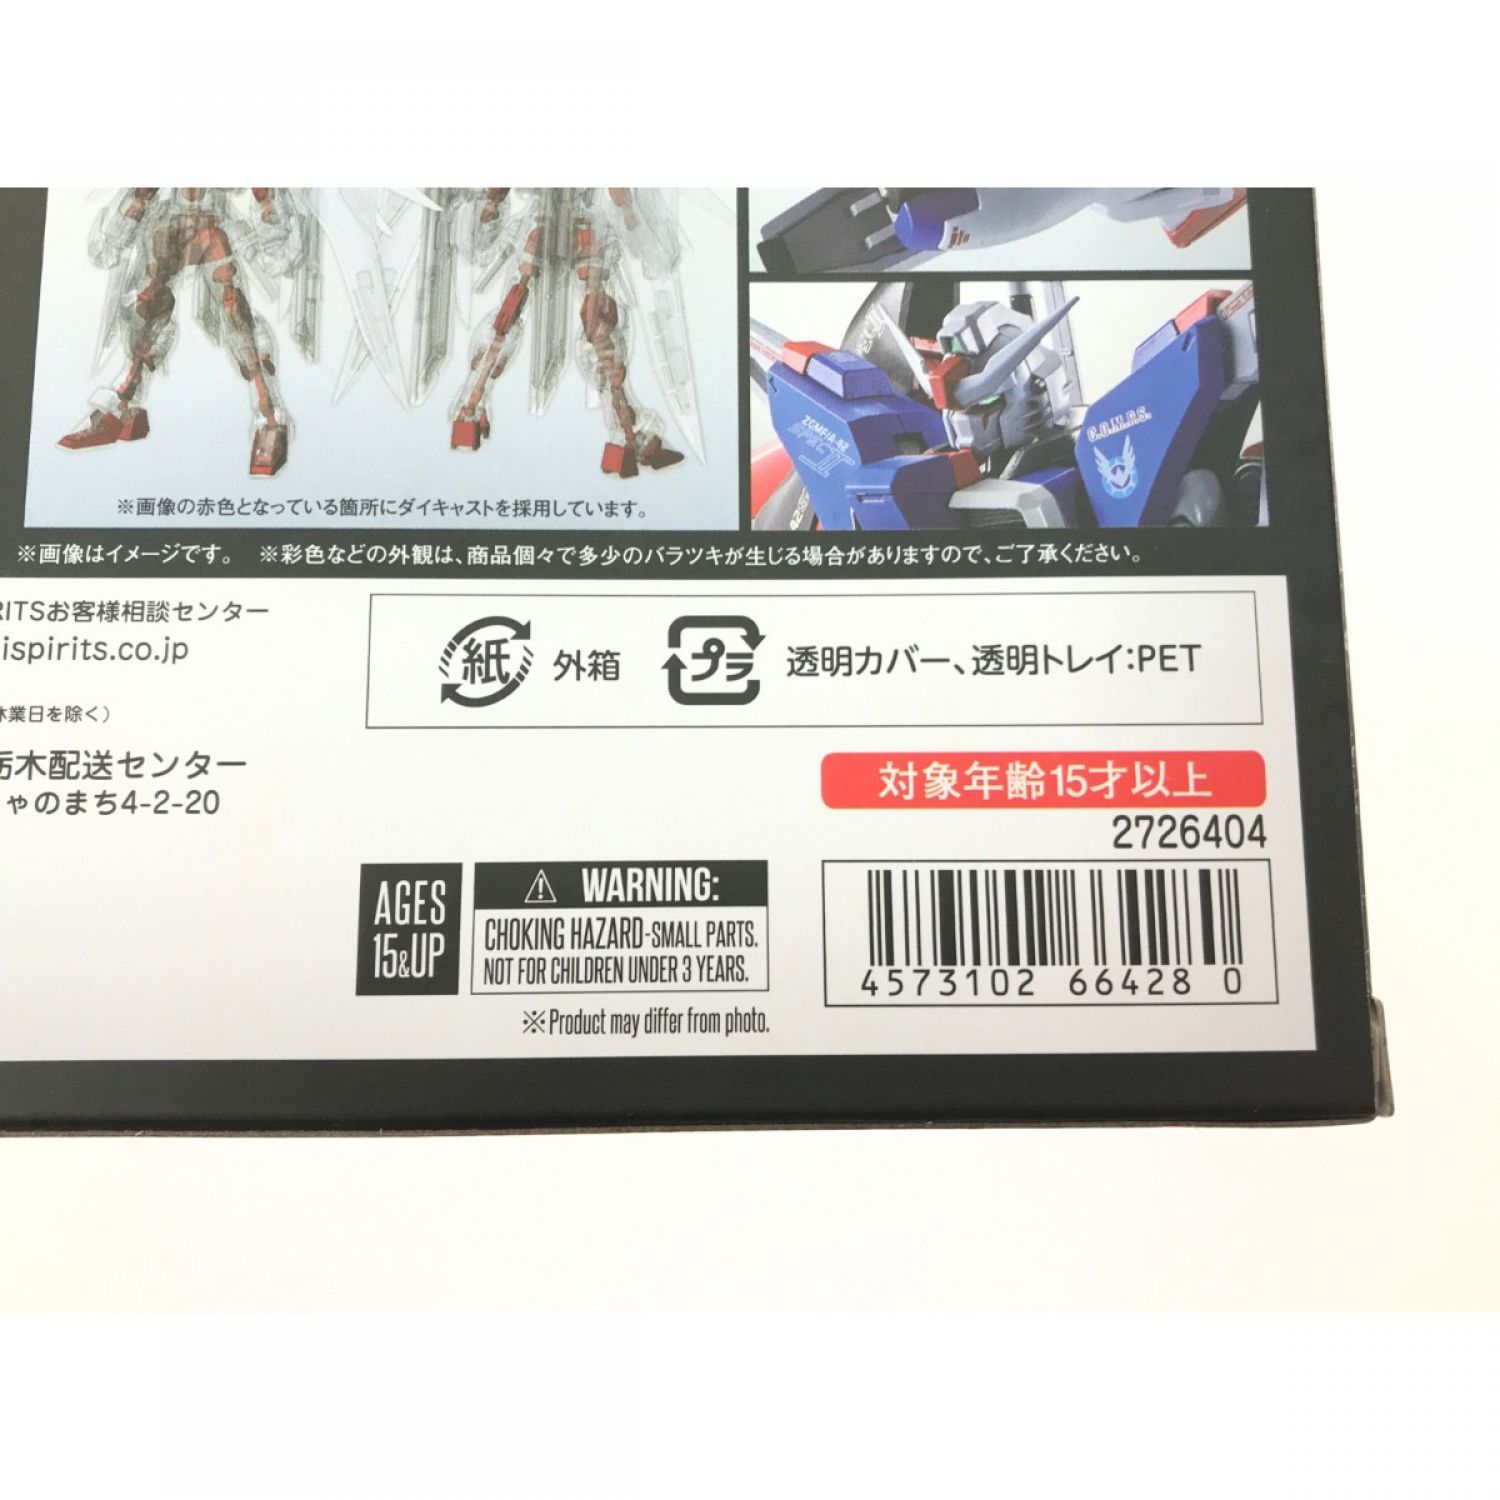 ZGMF/A-42
SPEC II
C.O.M.P.S.
※画像の赤色となっている箇所にダイキャストを採用しています。
※画像はイメージです。 ※彩色などの外観は、商品個々で多少のバラツキが生じる場合がありますので、ご了承ください。
RITSお客様相談センター
ispirits.co.jp
休業日を除く）
栃木配送センター
ゃのまち4-2-20
紙 外箱 プラ 透明カバー、透明トレイ:PET
対象年齢15才以上
2726404
AGES
15&UP
WARNING:
CHOKING HAZARD-SMALL PARTS.
NOT FOR CHILDREN UNDER 3 YEARS.
※Product may differ from photo.
4573102 66428 0